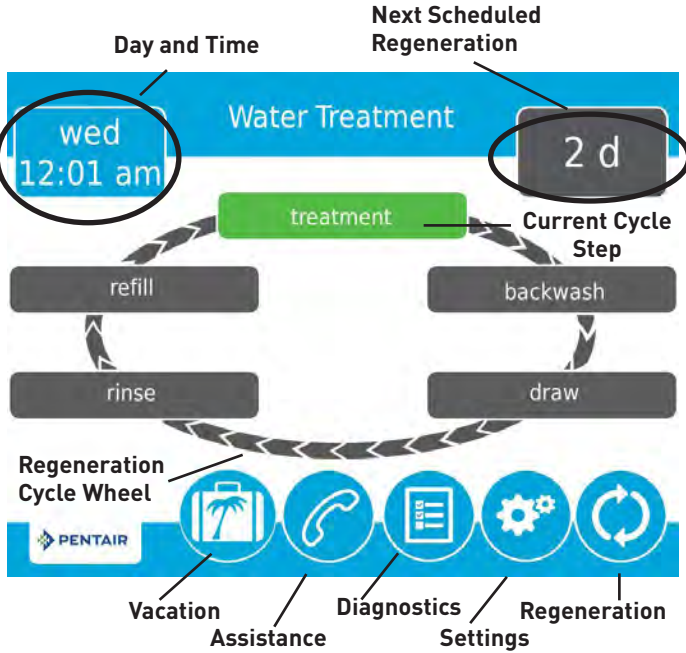 Next Scheduled
Regeneration
Day and Time
Water Treatment
wed
12:01 am
2 d
treatment
Current Cycle
Step
refill
backwash
rinse
draw
Regeneration
Cycle Wheel
PENTAIR
Vacation
Assistance
Diagnostics
Settings
Regeneration